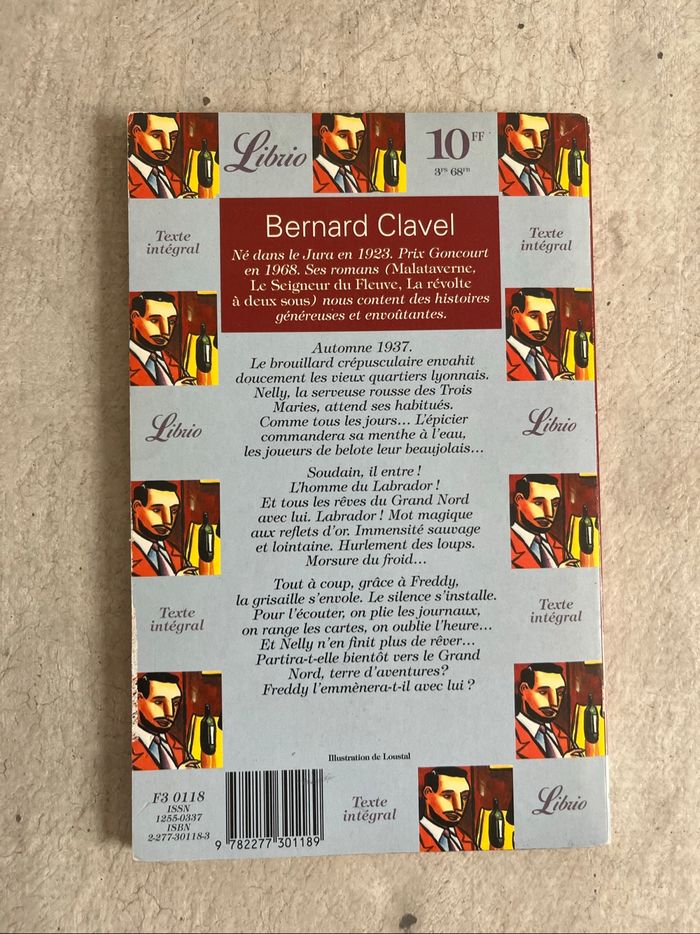 Librio
10 FF
3rs 68rn
Bernard Clavel
Né dans le Jura en 1923. Prix Goncourt
en 1968. Ses romans (Malataverne,
Le Seigneur du Fleuve, La révolte
à deux sous) nous content des histoires
généreuses et envoûtantes.
Texte
intégral
Texte
intégral
Automne 1937.
Le brouillard crépusculaire envahit
doucement les vieux quartiers lyonnais.
Nelly, la serveuse rousse des Trois
Maries, attend ses habitués.
Comme tous les jours... L'épicier
commandera sa menthe à l'eau,
les joueurs de belote leur beaujolais...
Librio
Librio
Soudain, il entre !
L'homme du Labrador !
Et tous les rêves du Grand Nord
avec lui. Labrador ! Mot magique
aux reflets d'or. Immensité sauvage
et lointaine. Hurlement des loups.
Morsure du froid...
Tout à coup, grâce à Freddy,
la grisaille s'envole. Le silence s'installe.
Pour l'écouter, on plie les journaux,
on range les cartes, on oublie l'heure...
Et Nelly n'en finit plus de rêver...
Partira-t-elle bientôt vers le Grand
Nord, terre d'aventures ?
Freddy l'emmènera-t-il avec lui ?
Texte
intégral
Texte
intégral
Illustration de Loustal
F3 0118
ISSN
1255-0337
ISBN
2-277-30118-3
9 782277 301189
Texte
intégral
Librio